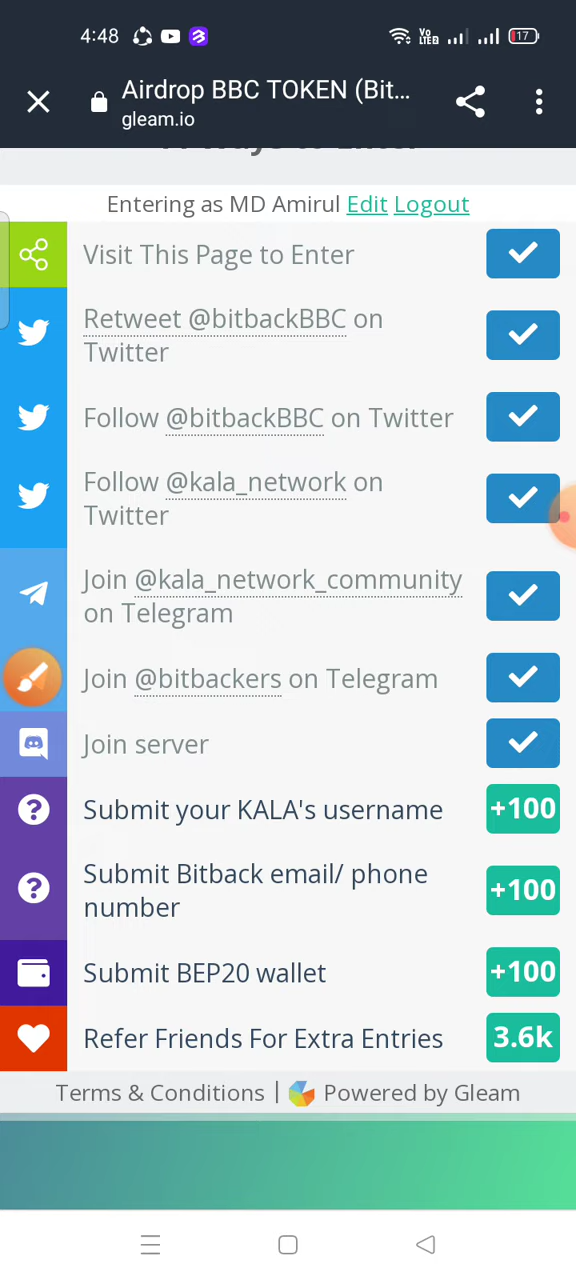 4:48
Vo
LTE2
17
Airdrop BBC TOKEN (Bit...
gleam.io
Entering as MD Amirul Edit Logout
Visit This Page to Enter
Retweet @bitbackBBC on
Twitter
Follow @bitbackBBC on Twitter
Follow @kala_network on
Twitter
Join @kala_network_community
on Telegram
Join @bitbackers on Telegram
Join server
Submit your KALA's username +100
Submit Bitback email/ phone
number +100
Submit BEP20 wallet +100
Refer Friends For Extra Entries 3.6k
Terms & Conditions | Powered by Gleam